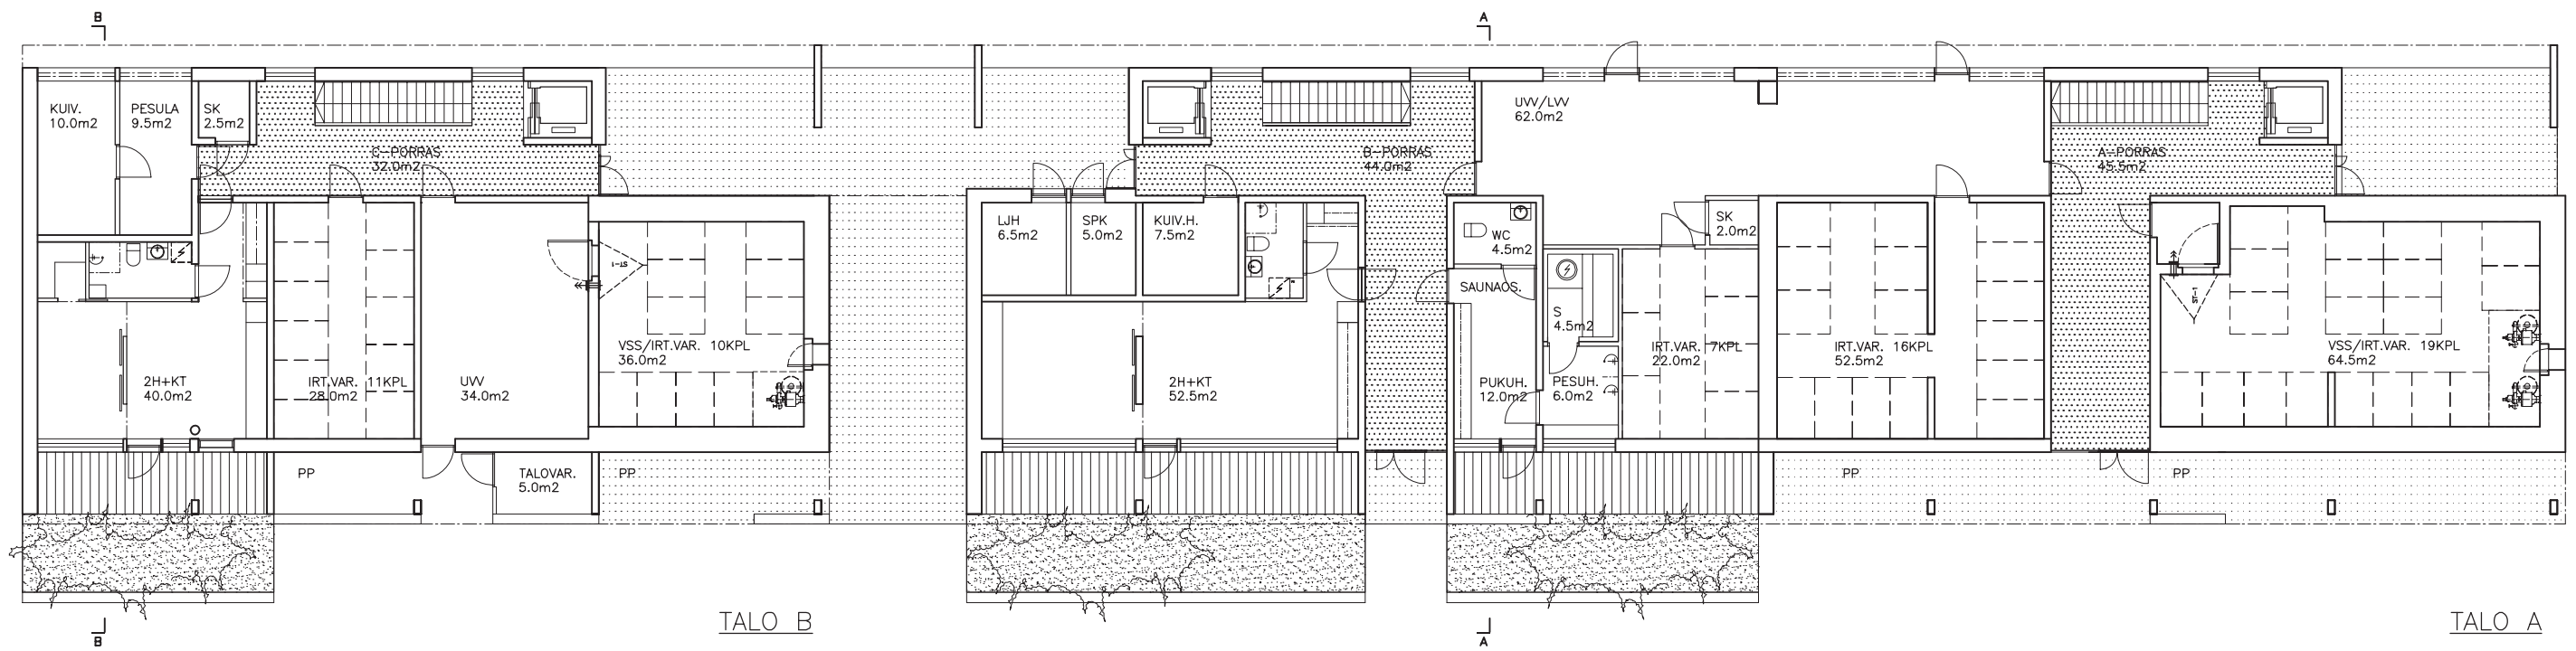 B
A
KUIV.
10.0m2
PESULA
9.5m2
SK
2.5m2
C-PORRAS
32.0m2
B-PORRAS
44.0m2
UVV/LVV
62.0m2
A-PORRAS
45.5m2
LJH
6.5m2
SPK
5.0m2
KUIV.H.
7.5m2
WC
4.5m2
SK
2.0m2
ST-1
SAUNAOS.
ST-1
S
4.5m2
VSS/IRT.VAR. 10KPL
36.0m2
IRT.VAR. 7KPL
22.0m2
IRT.VAR. 16KPL
52.5m2
VSS/IRT.VAR. 19KPL
64.5m2
2H+KT
40.0m2
IRT.VAR. 11KPL
28.0m2
UVV
34.0m2
2H+KT
52.5m2
PUKUH.
12.0m2
PESUH.
6.0m2
PP
TALOVAR.
5.0m2
PP
PP
PP
TALO B
TALO A
B
A